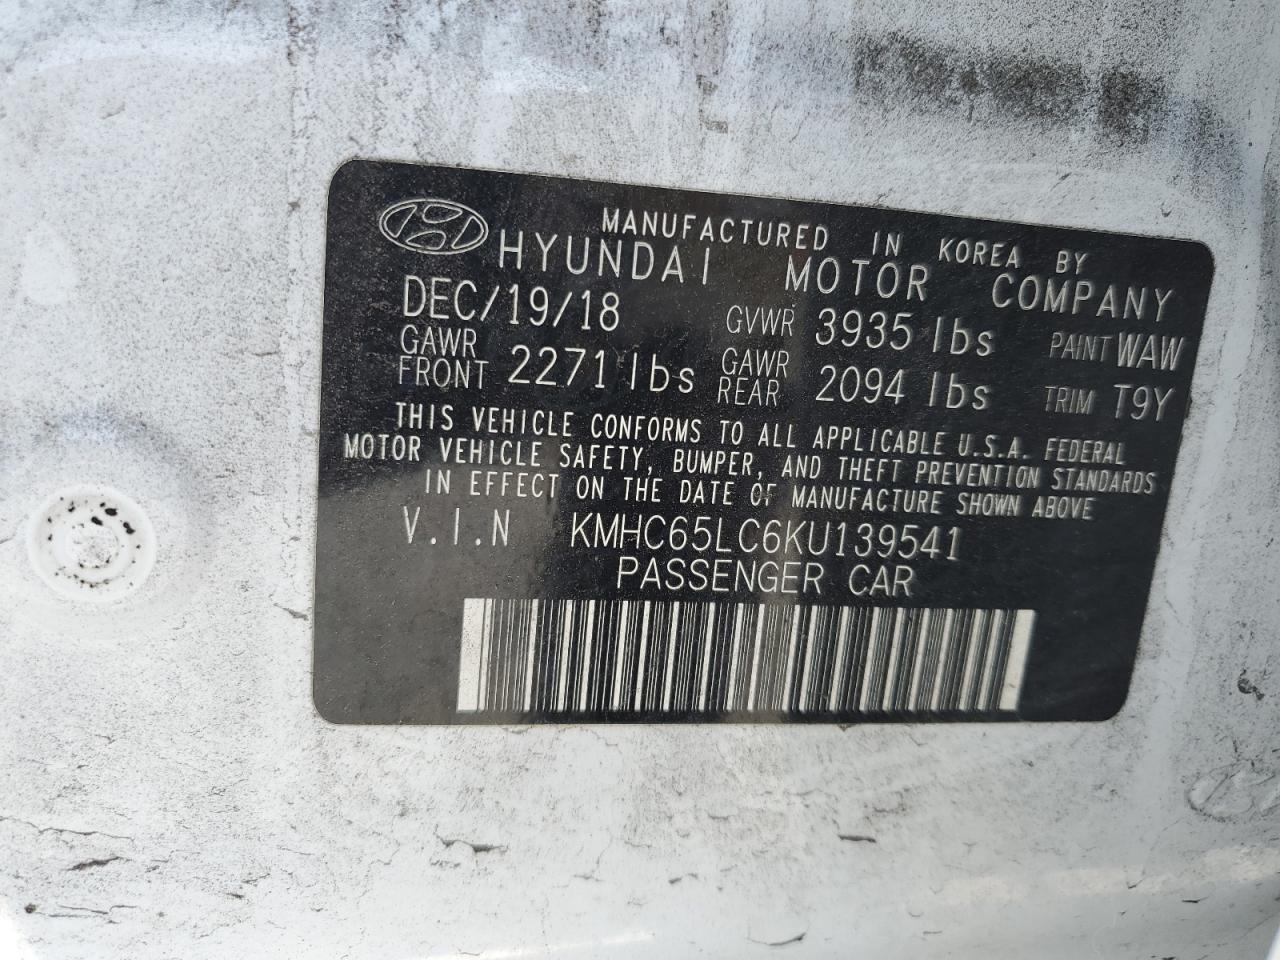 MANUFACTURED IN KOREA BY
HYUNDAI MOTOR COMPANY
DEC/19/18 GVWR 3935 lbs PAINT WAW
GAWR FRONT 2271 lbs GAWR REAR 2094 lbs TRIM T9Y
THIS VEHICLE CONFORMS TO ALL APPLICABLE U.S.A. FEDERAL
MOTOR VEHICLE SAFETY, BUMPER, AND THEFT PREVENTION STANDARDS
IN EFFECT ON THE DATE OF MANUFACTURE SHOWN ABOVE
V.I.N KMHC65LC6KU139541
PASSENGER CAR